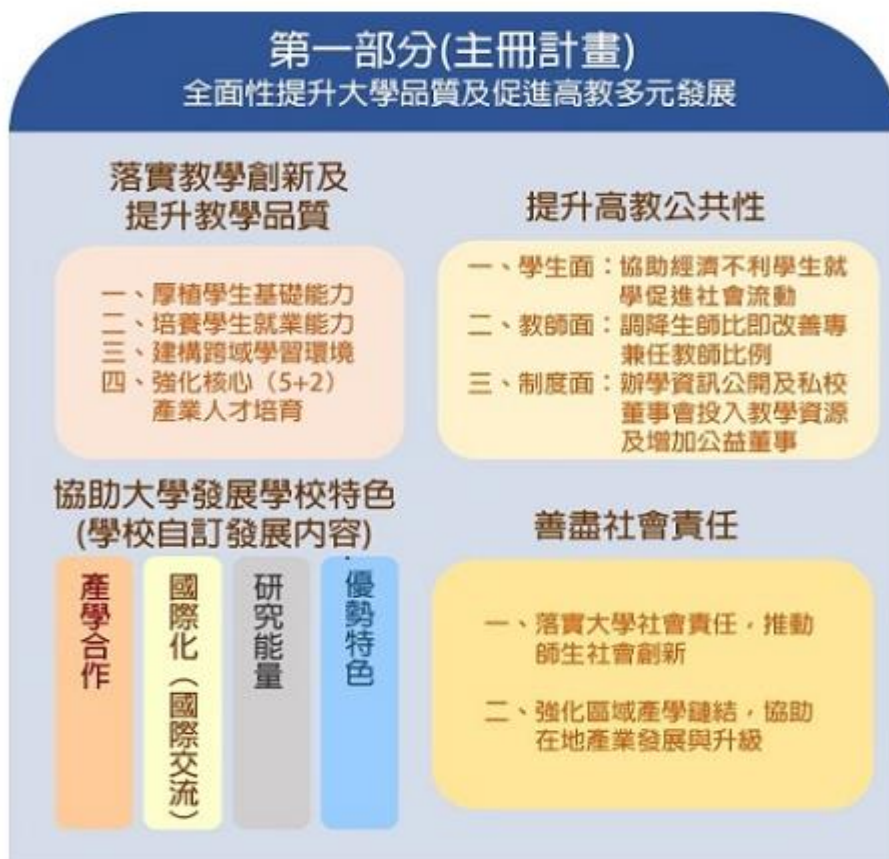 第一部分(主冊計畫)
全面性提升大學品質及促進高教多元發展
落實教學創新及
提升教學品質
一、厚植學生基礎能力
二、培養學生就業能力
三、建構跨域學習環境
四、強化核心（5+2）
產業人才培育
提升高教公共性
一、學生面：協助經濟不利學生就
學促進社會流動
二、教師面：調降生師比即改善專
兼任教師比例
三、制度面：辦學資訊公開及私校
董事會投入教學資源
及增加公益董事
協助大學發展學校特色
(學校自訂發展內容)
產學合作
國際化（國際交流）
研究能量
優勢特色
善盡社會責任
一、落實大學社會責任，推動
師生社會創新
二、強化區域產學鏈結，協助
在地產業發展與升級